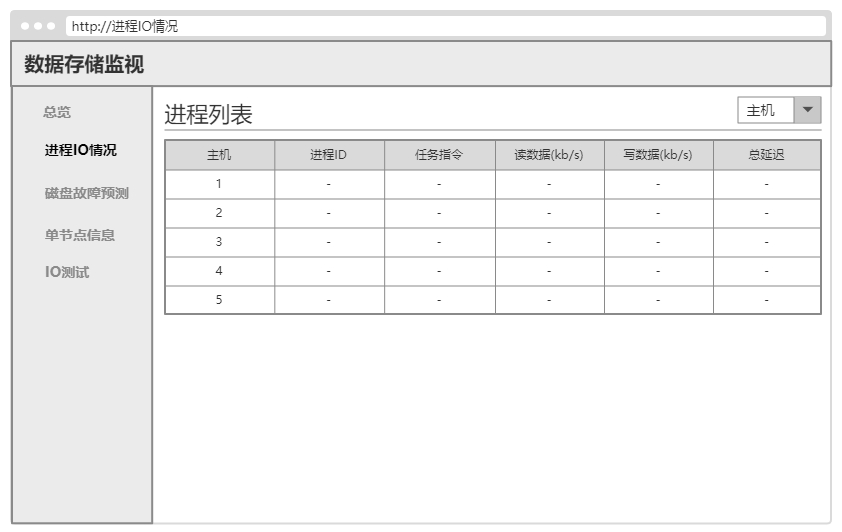 http://进程IO情况
数据存储监视
总览
进程IO情况
磁盘故障预测
单节点信息
IO测试
进程列表
主机
主机 进程ID 任务指令 读数据(kb/s) 写数据(kb/s) 总延迟
1 - - - - -
2 - - - - -
3 - - - - -
4 - - - - -
5 - - - - -